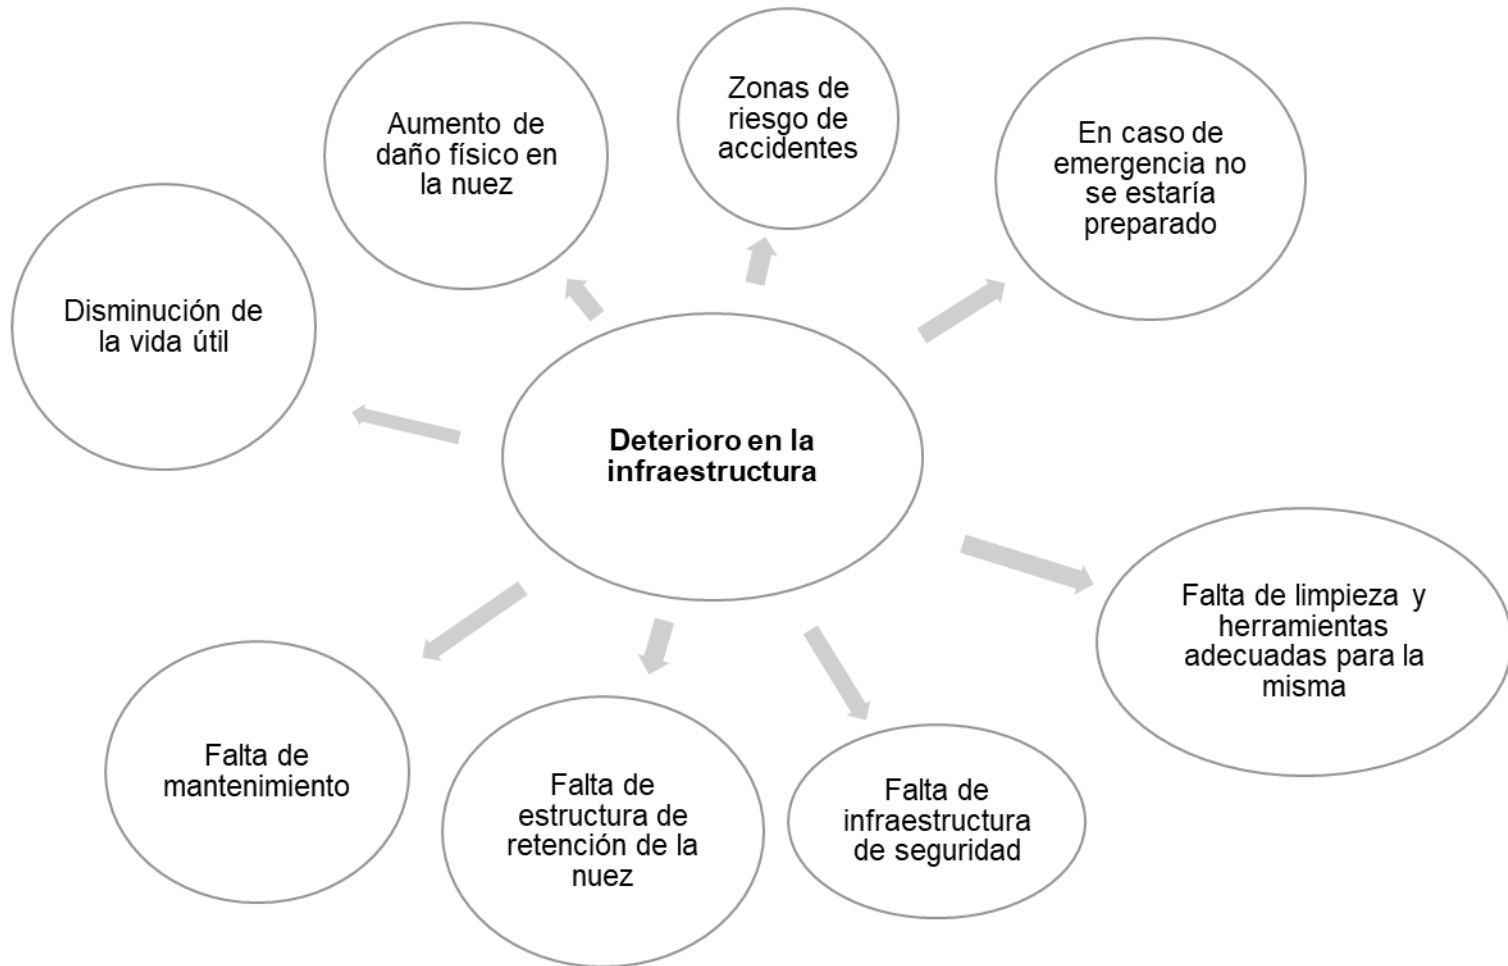 Zonas de
riesgo de
accidentes
Aumento de
daño físico en
la nuez
En caso de
emergencia no
se estaría
preparado
Disminución de
la vida útil
Deterioro en la
infraestructura
Falta de limpieza y
herramientas
adecuadas para la
misma
Falta de
mantenimiento
Falta de
estructura de
retención de la
nuez
Falta de
infraestructura
de seguridad